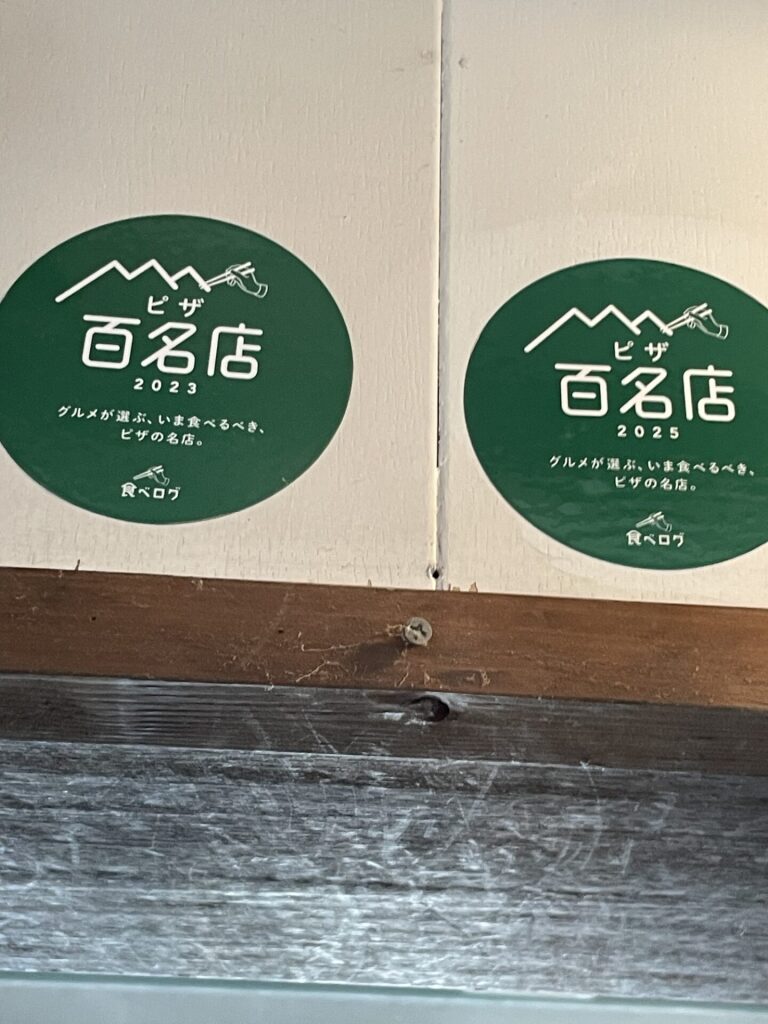 ピザ
百名店
2023
グルメが選ぶ、いま食べるべき、
ピザの名店。
食べログ
ピザ
百名店
2025
グルメが選ぶ、いま食べるべき、
ピザの名店。
食べログ